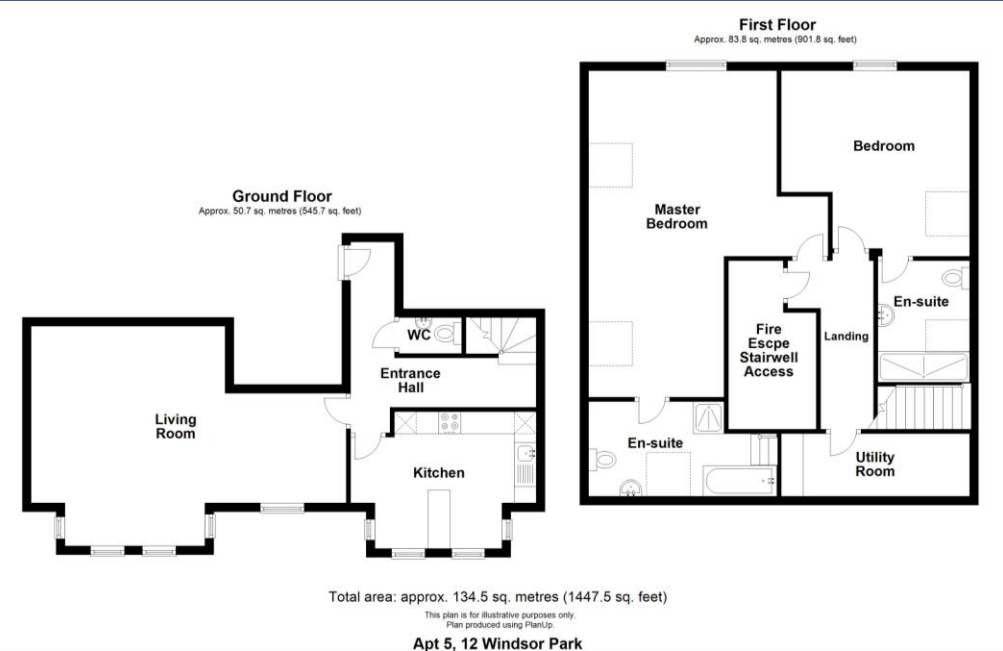 First Floor
Approx. 83.8 sq. metres (901.8 sq. feet)
Bedroom
Master
Bedroom
En-suite
Fire
Escpe
Stairwell
Access
Landing
En-suite
Utility
Room
Ground Floor
Approx. 50.7 sq. metres (545.7 sq. feet)
WC
Entrance
Hall
Living
Room
Kitchen
Total area: approx. 134.5 sq. metres (1447.5 sq. feet)
This plan is for illustrative purposes only.
Plan produced using PlanUp.
Apt 5, 12 Windsor Park